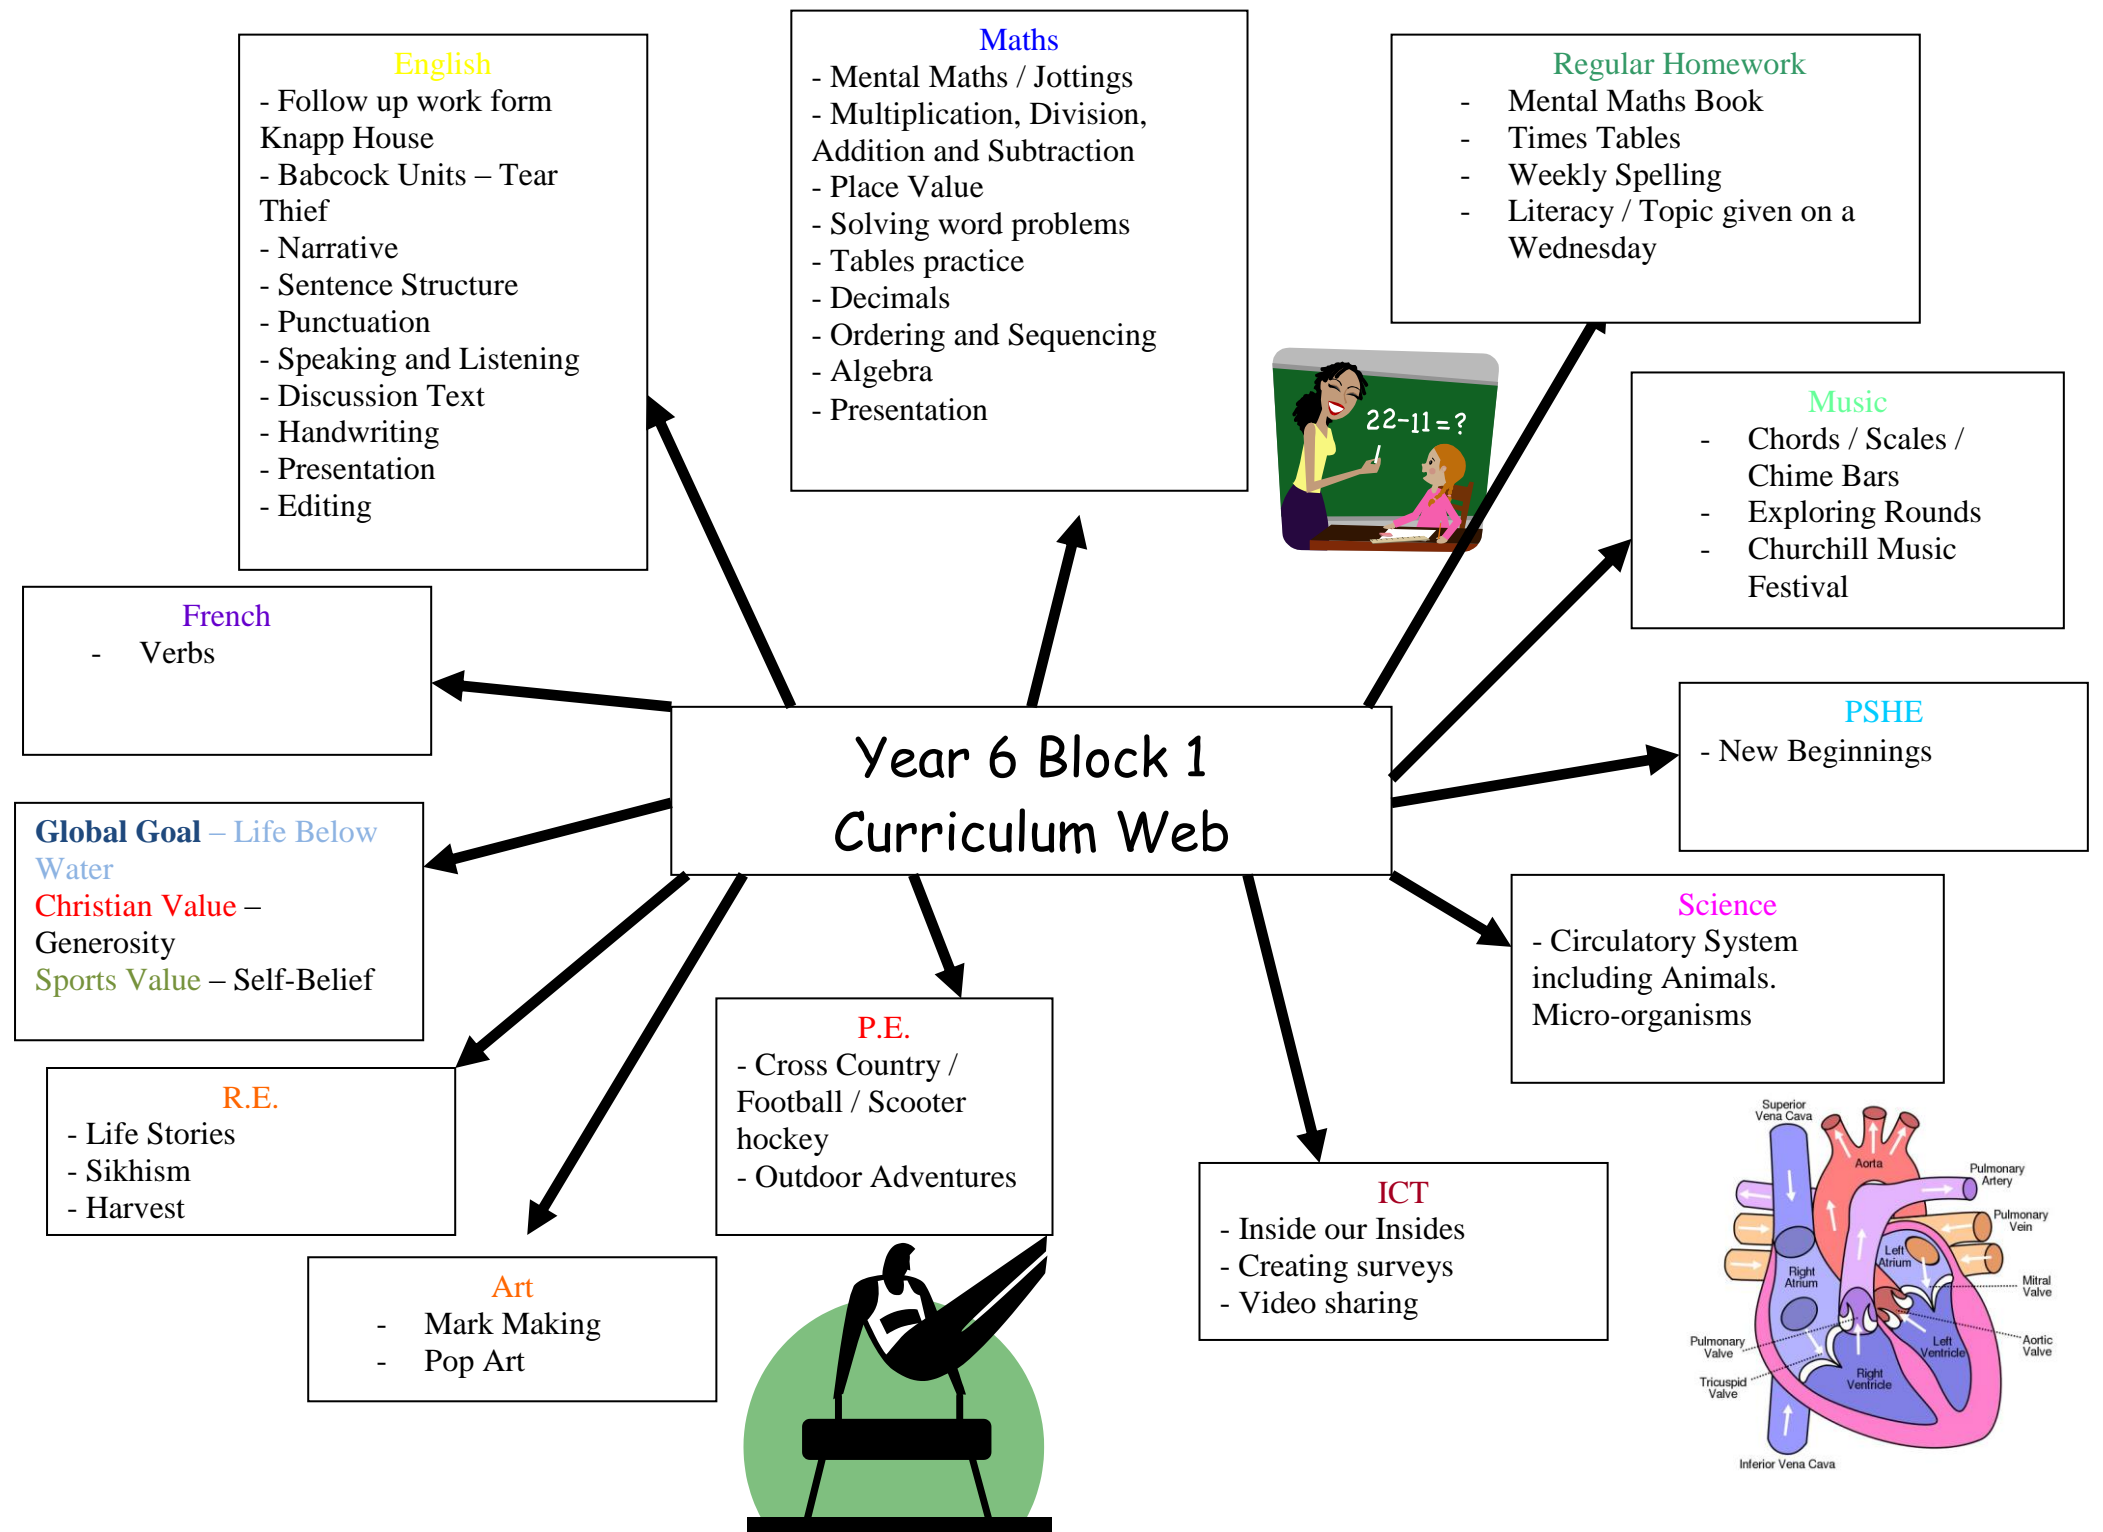 English
- Follow up work form
Knapp House
- Babcock Units – Tear
Thief
- Narrative
- Sentence Structure
- Punctuation
- Speaking and Listening
- Discussion Text
- Handwriting
- Presentation
- Editing
Maths
- Mental Maths / Jottings
- Multiplication, Division,
Addition and Subtraction
- Place Value
- Solving word problems
- Tables practice
- Decimals
- Ordering and Sequencing
- Algebra
- Presentation
Regular Homework
- Mental Maths Book
- Times Tables
- Weekly Spelling
- Literacy / Topic given on a
Wednesday
22-11=?
Music
- Chords / Scales /
Chime Bars
- Exploring Rounds
- Churchill Music
Festival
French
- Verbs
Year 6 Block 1
Curriculum Web
PSHE
- New Beginnings
Global Goal – Life Below
Water
Christian Value –
Generosity
Sports Value – Self-Belief
Science
- Circulatory System
including Animals.
Micro-organisms
R.E.
- Life Stories
- Sikhism
- Harvest
P.E.
- Cross Country /
Football / Scooter
hockey
- Outdoor Adventures
Art
- Mark Making
- Pop Art
ICT
- Inside our Insides
- Creating surveys
- Video sharing
Superior
Vena Cava
Aorta
Pulmonary
Artery
Pulmonary
Vein
Left
Atrium
Right
Atrium
Mitral
Valve
Pulmonary
Valve
Aortic
Valve
Left
Ventricle
Right
Ventricle
Tricuspid
Valve
Inferior Vena Cava